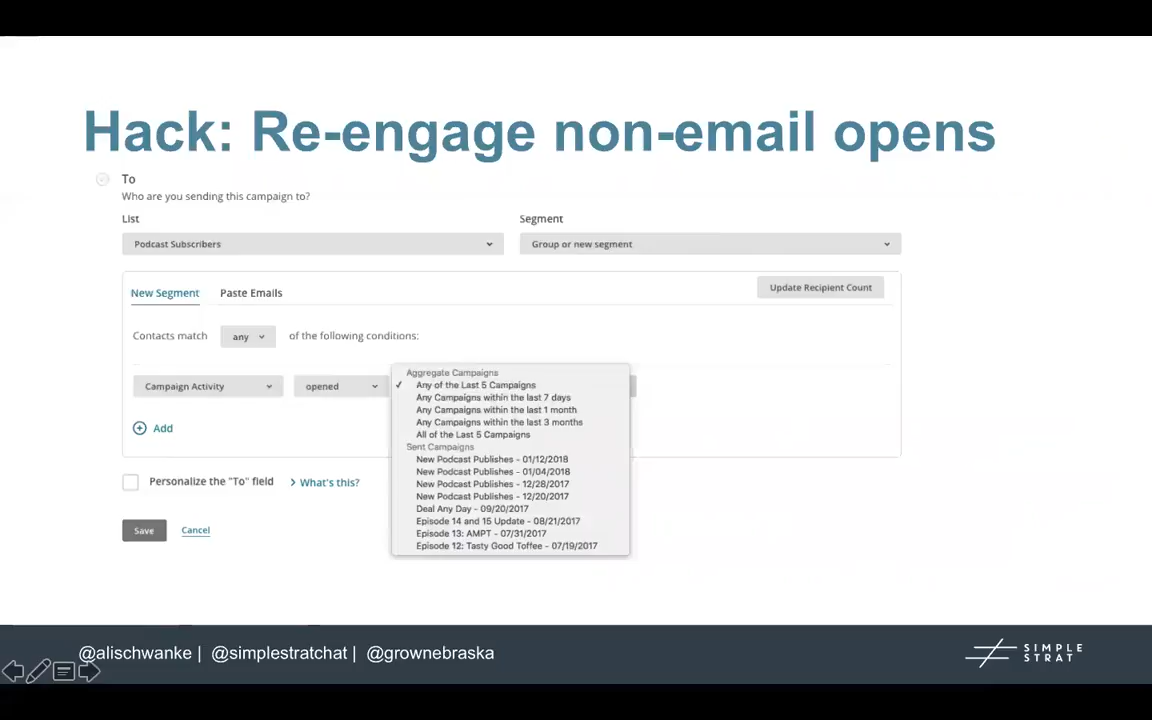 Hack: Re-engage non-email opens
To
Who are you sending this campaign to?
List
Segment
Podcast Subscribers
Group or new segment
New Segment
Paste Emails
Update Recipient Count
Contacts match any of the following conditions:
Campaign Activity
opened
Aggregate Campaigns
✓ Any of the Last 5 Campaigns
Any Campaigns within the last 7 days
Any Campaigns within the last 1 month
Any Campaigns within the last 3 months
All of the Last 5 Campaigns
Sent Campaigns
New Podcast Publishes - 01/12/2018
New Podcast Publishes - 01/04/2018
New Podcast Publishes - 12/28/2017
New Podcast Publishes - 12/20/2017
Deal Any Day - 09/20/2017
Episode 14 and 15 Update - 08/21/2017
Episode 13: AMPT - 07/31/2017
Episode 12: Tasty Good Toffee - 07/19/2017
Add
Personalize the "To" field
What's this?
Save
Cancel
@alischwanke | @simplestratchat | @grownebraska
SIMPLE
STRAT